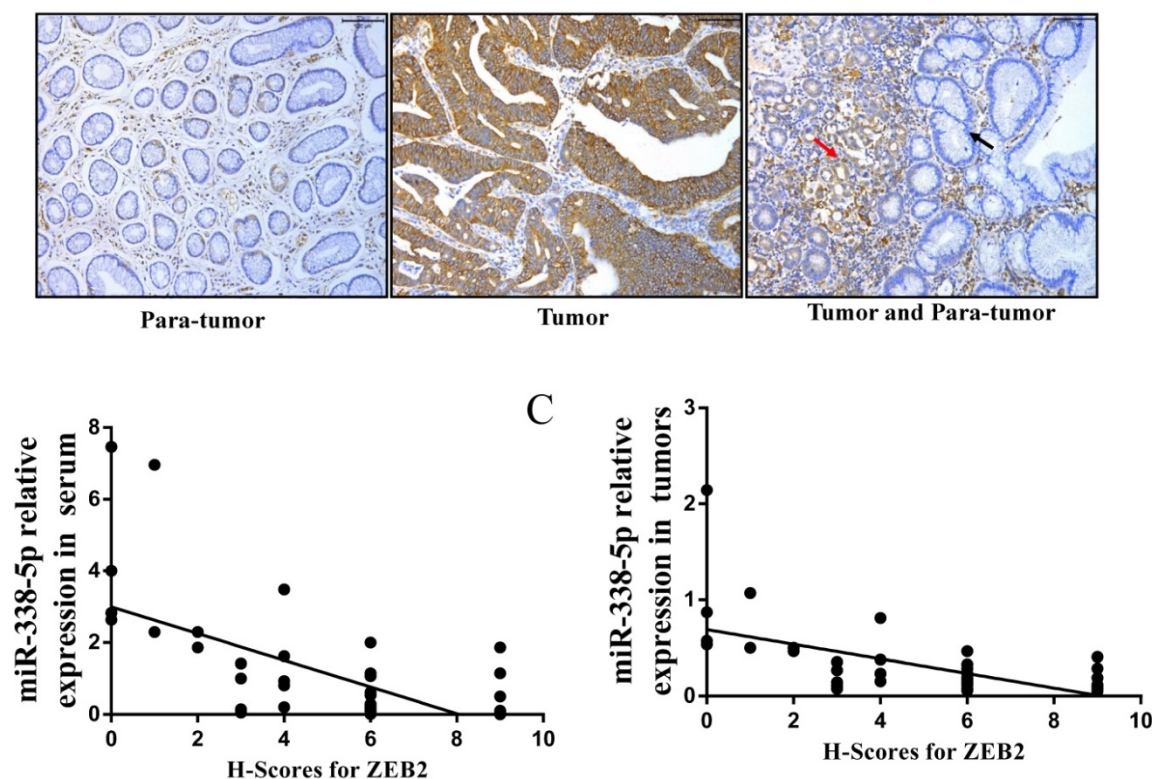 Para-tumor
Tumor
Tumor and Para-tumor
C
miR-338-5p relative
expression in serum
8
6
4
2
0
0 2 4 6 8 10
H-Scores for ZEB2
miR-338-5p relative
expression in tumors
3
2
1
0
0 2 4 6 8 10
H-Scores for ZEB2